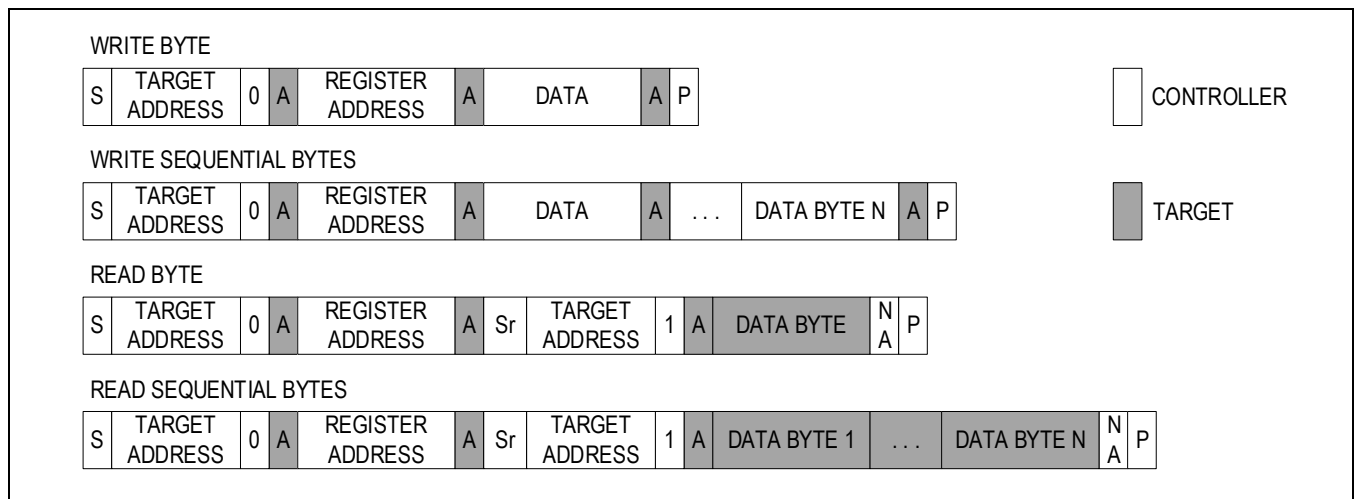 WRITE BYTE
S TARGET ADDRESS 0 A REGISTER ADDRESS A DATA A P
CONTROLLER
WRITE SEQUENTIAL BYTES
S TARGET ADDRESS 0 A REGISTER ADDRESS A DATA A . . . DATA BYTE N A P
TARGET
READ BYTE
S TARGET ADDRESS 0 A REGISTER ADDRESS A Sr TARGET ADDRESS 1 A DATA BYTE N A P
READ SEQUENTIAL BYTES
S TARGET ADDRESS 0 A REGISTER ADDRESS A Sr TARGET ADDRESS 1 A DATA BYTE 1 . . . DATA BYTE N N A P